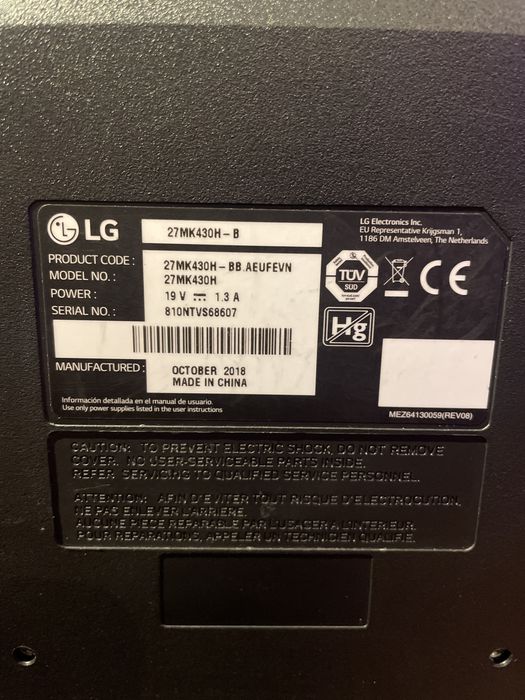 LG
27MK430H-B
LG Electronics Inc.
EU Representative Krijgsman 1,
1186 DM Amstelveen, The Netherlands
PRODUCT CODE: 27MK430H-BB.AEUFEVN
MODEL NO.: 27MK430H
POWER: 19 V ⎓ 1.3 A
SERIAL NO.: 810NTVS68607
TÜV
SÜD
CE
Hg
MANUFACTURED: OCTOBER 2018
MADE IN CHINA
Información detallada en el manual de usuario.
Use only power supplies listed in the user instructions
MEZ64130059(REV08)
CAUTION: TO PREVENT ELECTRIC SHOCK, DO NOT REMOVE
COVER. NO USER-SERVICEABLE PARTS INSIDE.
REFER SERVICING TO QUALIFIED SERVICE PERSONNEL.
ATTENTION: AFIN D'EVITER TOUT RISQUE D'ELECTROCUTION,
NE PAS ENLEVER L'ARRIERE.
AUCUNE PIECE REPARABLE PAR L'USAGER A L'INTERIEUR.
POUR REPARATIONS, APPELER UN TECHNICIEN QUALIFIE.